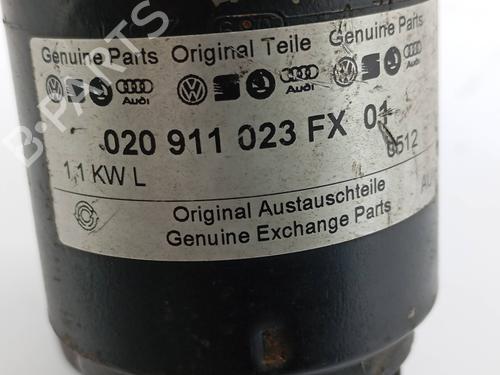 Genuine Parts Original Teile Genuine Parts
Audi Audi Audi
020 911 023 FX 01
1,1 KW L 0512
Original Austauschteile
Genuine Exchange Parts
B-PARTS